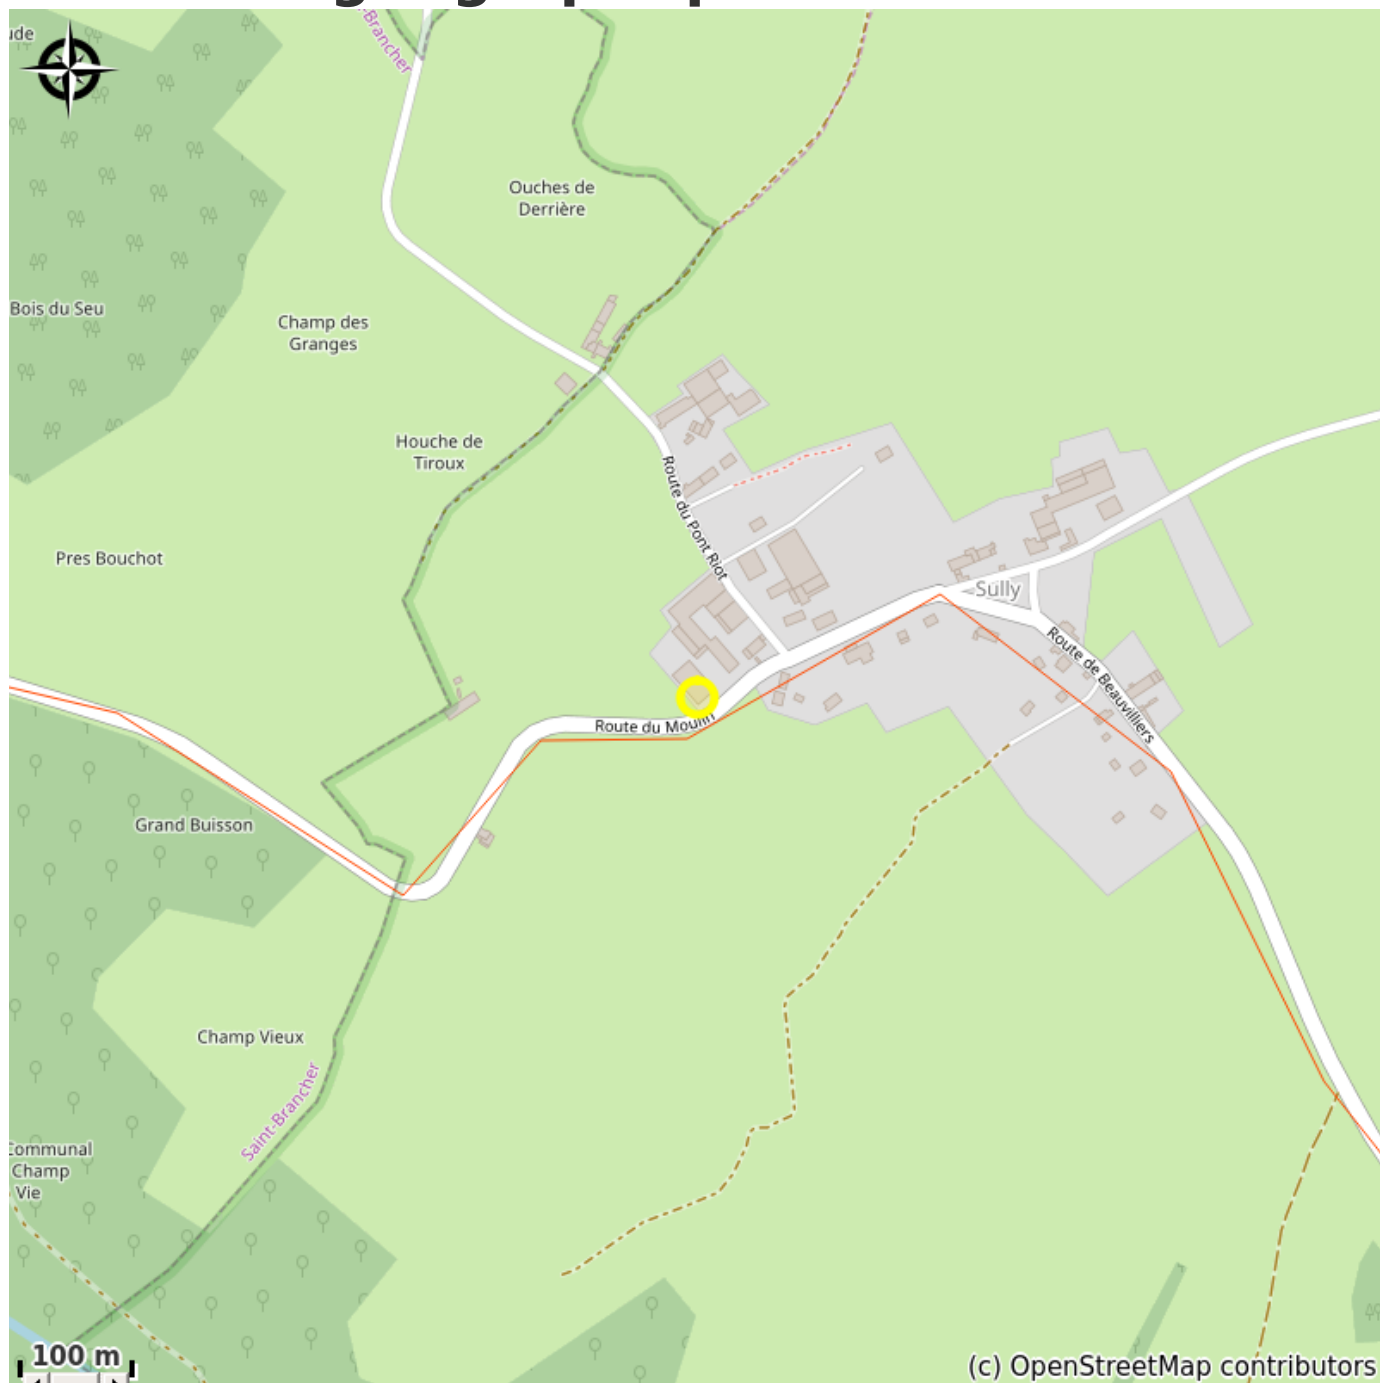 Brancher
Ouches de
Derrière
Bois du Seu
Champ des
Granges
Houche de
Tiroux
Route du Pont Riot
Pres Bouchot
Sully
Route de Beauvilliers
Route du Moulin
Grand Buisson
Champ Vieux
Saint-Brancher
Communal
Champ
Vie
100 m
(c) OpenStreetMap contributors